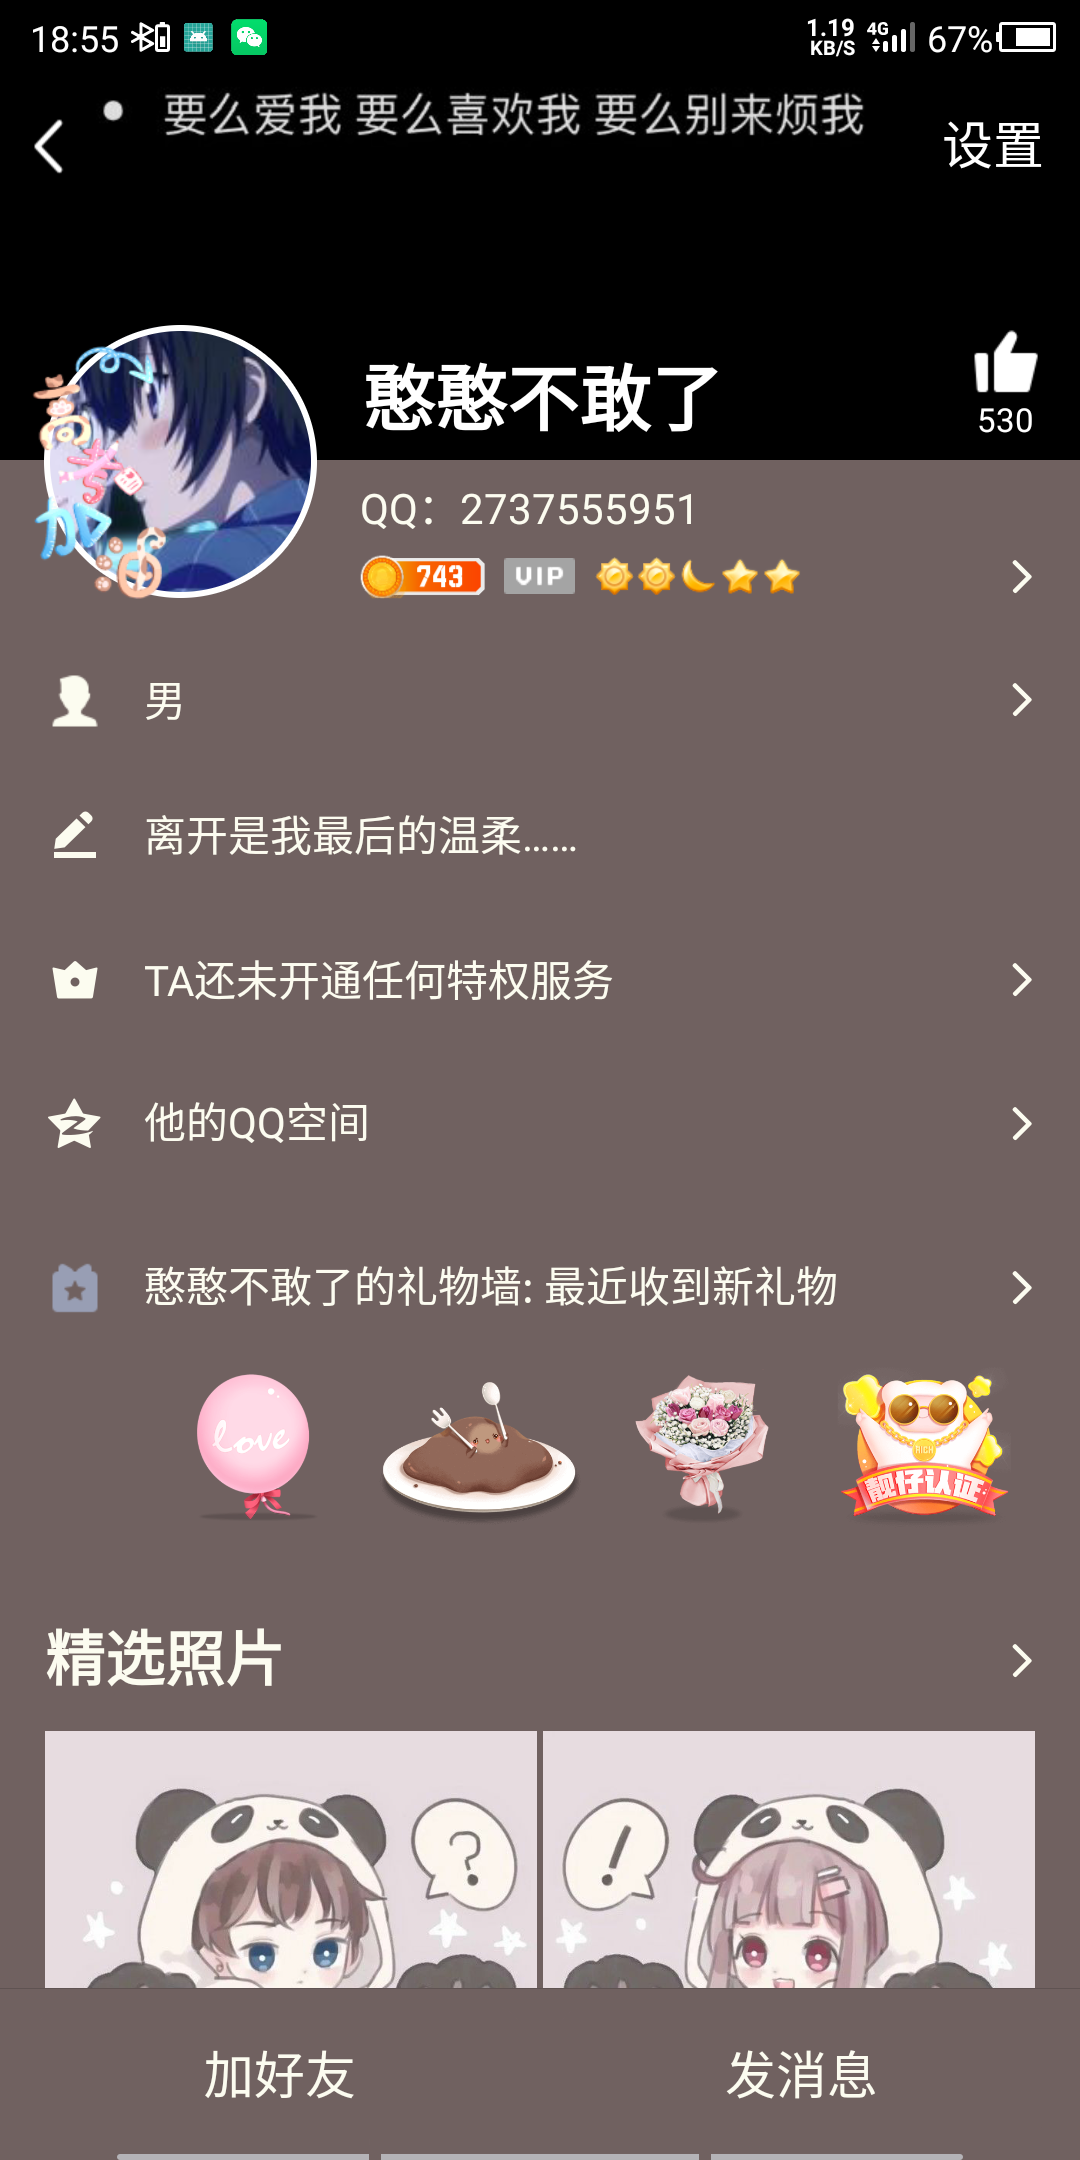 18:55
1.19 KB/S
4G
67%
要么爱我 要么喜欢我 要么别来烦我
设置
高考加油
憨憨不敢了
530
QQ：2737555951
743
VIP
男
离开是我最后的温柔……
TA还未开通任何特权服务
他的QQ空间
憨憨不敢了的礼物墙: 最近收到新礼物
love
RICH
靓仔认证
精选照片
?
!
加好友
发消息